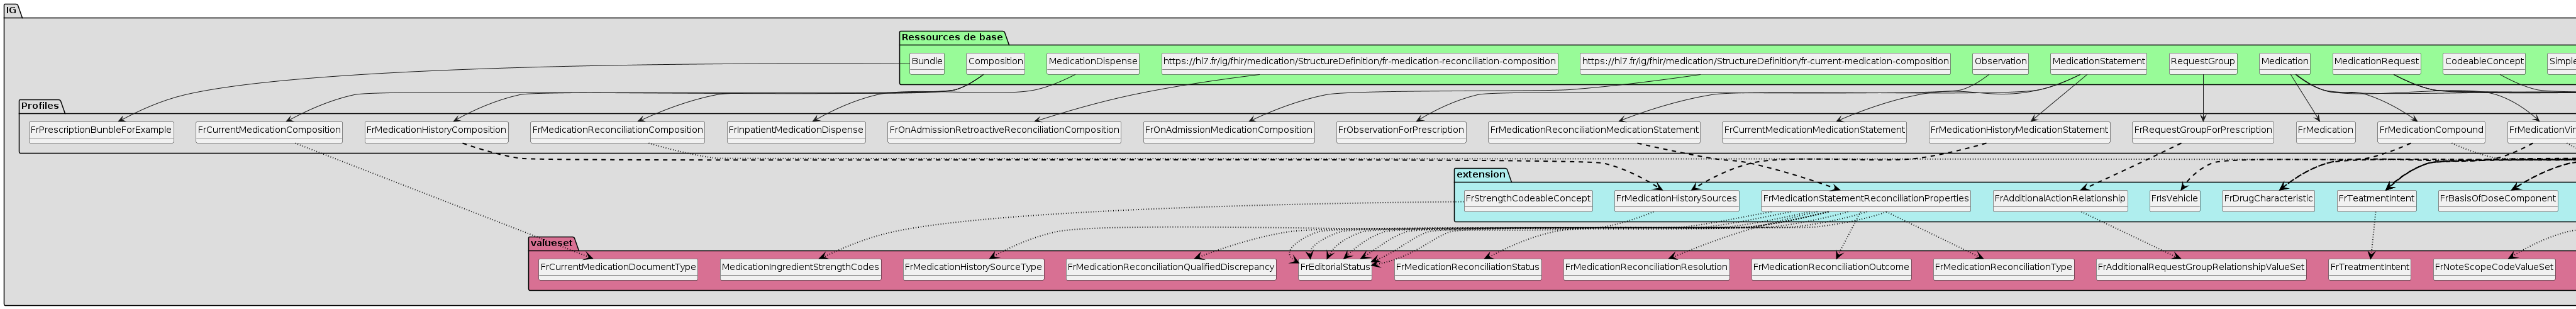 IG
Ressources de base
Bundle
Composition
MedicationDispense
https://hl7.fr/ig/fhir/medication/StructureDefinition/fr-medication-reconciliation-composition
https://hl7.fr/ig/fhir/medication/StructureDefinition/fr-current-medication-composition
Observation
MedicationStatement
RequestGroup
Medication
MedicationRequest
CodeableConcept
Simple
Profiles
FrPrescriptionBunbleForExample
FrCurrentMedicationComposition
FrMedicationHistoryComposition
FrMedicationReconciliationComposition
FrInpatientMedicationDispense
FrOnAdmissionRetroactiveReconciliationComposition
FrOnAdmissionMedicationComposition
FrObservationForPrescription
FrMedicationReconciliationMedicationStatement
FrCurrentMedicationMedicationStatement
FrMedicationHistoryMedicationStatement
FrRequestGroupForPrescription
FrMedication
FrMedicationCompound
extension
FrStrengthCodeableConcept
FrMedicationHistorySources
FrMedicationStatementReconciliationProperties
FrAdditionalActionRelationship
FrIsVehicle
FrDrugCharacteristic
FrTeatmentIntent
FrBasisOfDoseComponent
valueset
FrCurrentMedicationDocumentType
MedicationIngredientStrengthCodes
FrMedicationHistorySourceType
FrMedicationReconciliationQualifiedDiscrepancy
FrEditorialStatus
FrMedicationReconciliationStatus
FrMedicationReconciliationResolution
FrMedicationReconciliationOutcome
FrMedicationReconciliationType
FrAdditionalRequestGroupRelationshipValueSet
FrTreatmentIntent
FrNoteScopeCodeValueSet